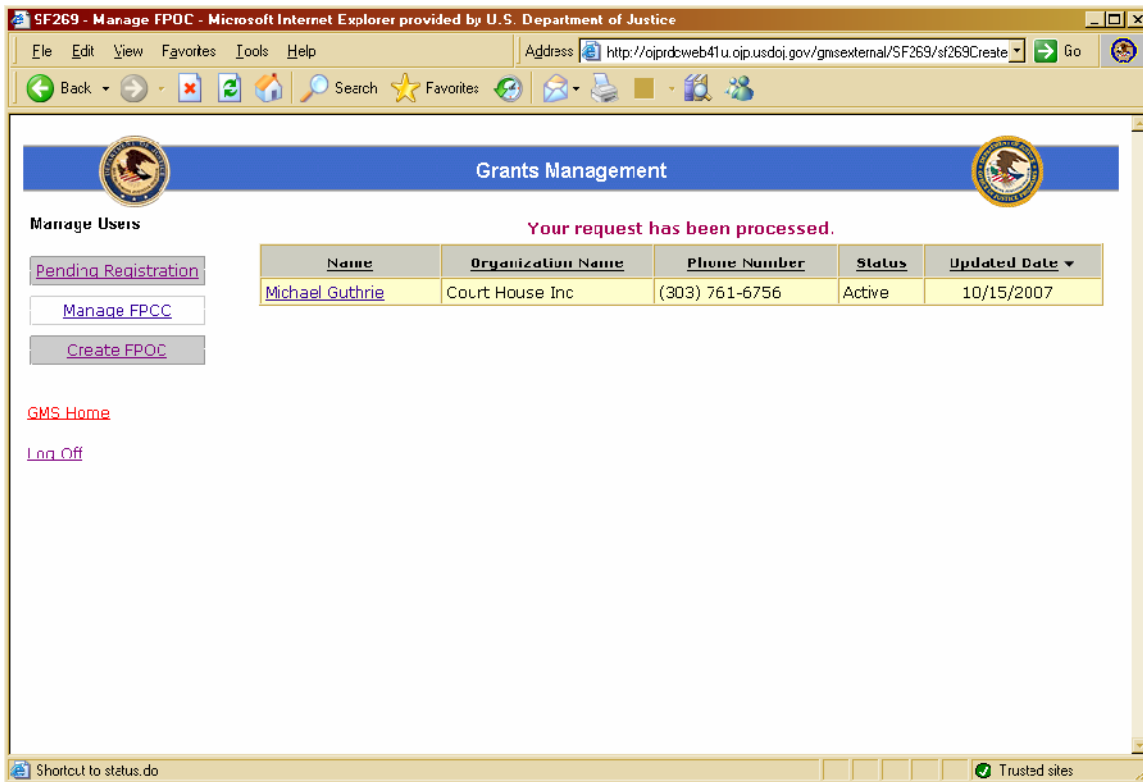 SF269 - Manage FPOC - Microsoft Internet Explorer provided by U.S. Department of Justice
File Edit View Favorites Tools Help Address http://ojprdcweb41u.ojp.usdoj.gov/gmsexternal/SF269/sf269Create Go
Back Search Favorites
Grants Management
Manage Users
Your request has been processed.
Pending Registration
Manage FPOC
Create FPOC
GMS Home
Log Off
Name Organization Name Phone Number Status Updated Date
Michael Guthrie Court House Inc (303) 761-6756 Active 10/15/2007
Shortcut to status.do Trusted sites